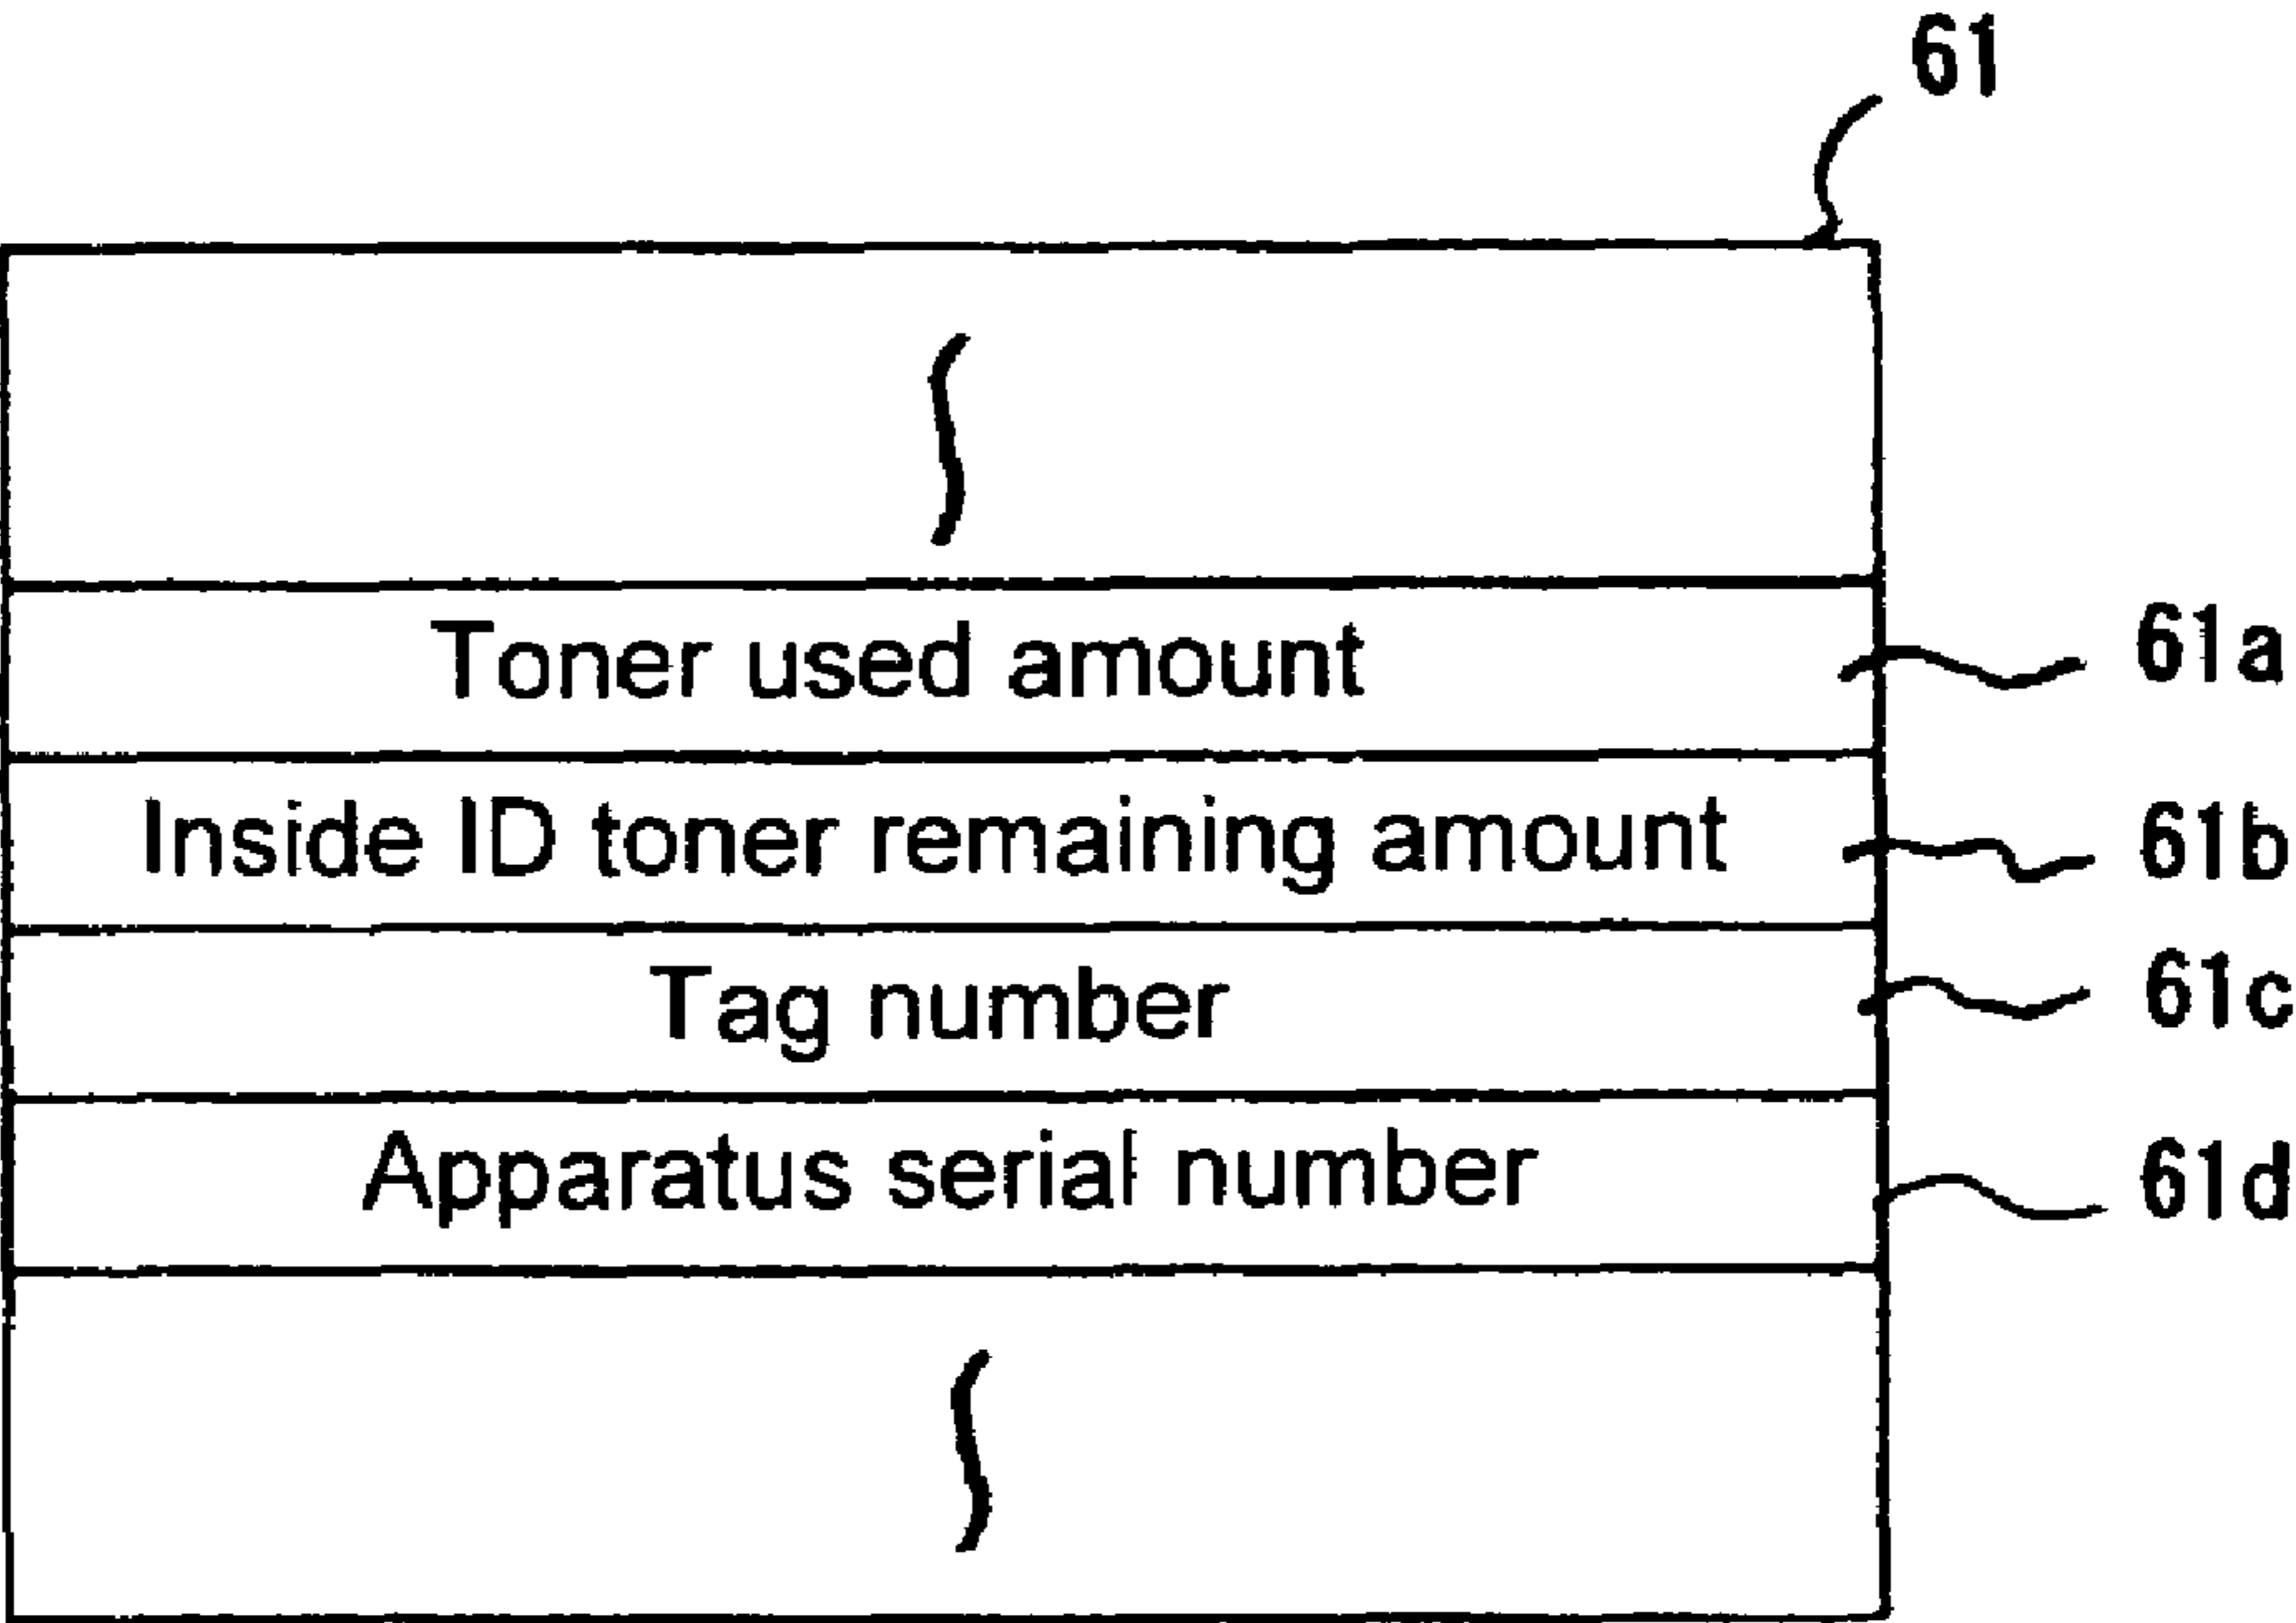 61
Toner used amount 61a
Inside ID toner remaining amount 61b
Tag number 61c
Apparatus serial number 61d